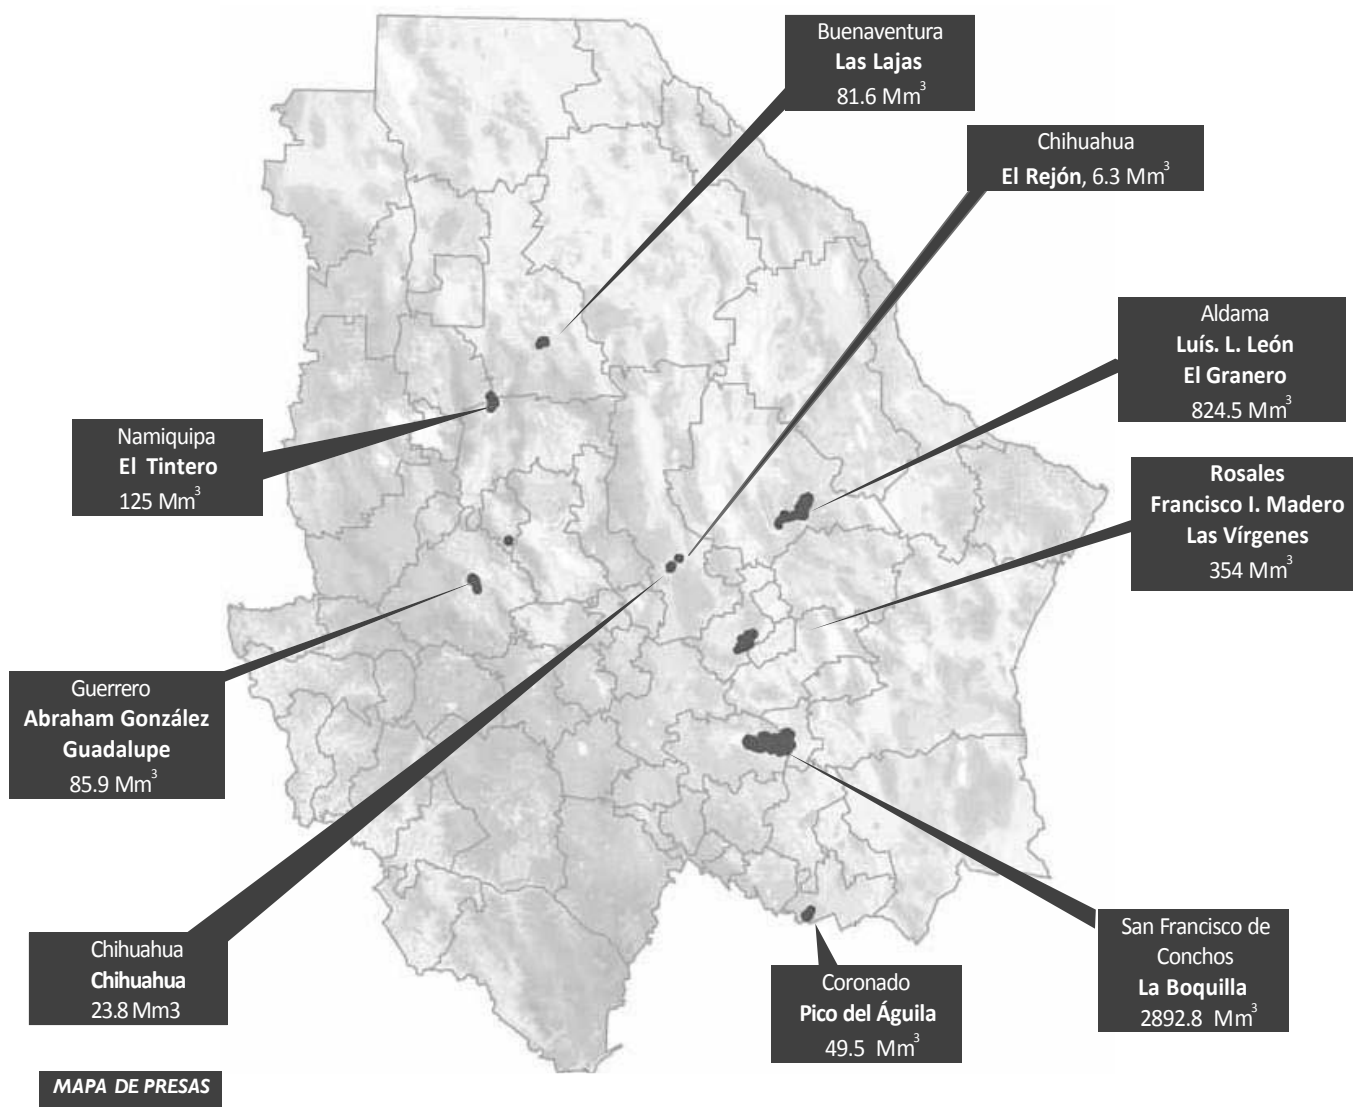 Buenaventura
Las Lajas
81.6 Mm³
Chihuahua
El Rejón, 6.3 Mm³
Aldama
Luís. L. León
El Granero
824.5 Mm³
Namiquipa
El Tintero
125 Mm³
Rosales
Francisco I. Madero
Las Vírgenes
354 Mm³
Guerrero
Abraham González
Guadalupe
85.9 Mm³
Chihuahua
Chihuahua
23.8 Mm3
Coronado
Pico del Águila
49.5 Mm³
San Francisco de
Conchos
La Boquilla
2892.8 Mm³
MAPA DE PRESAS